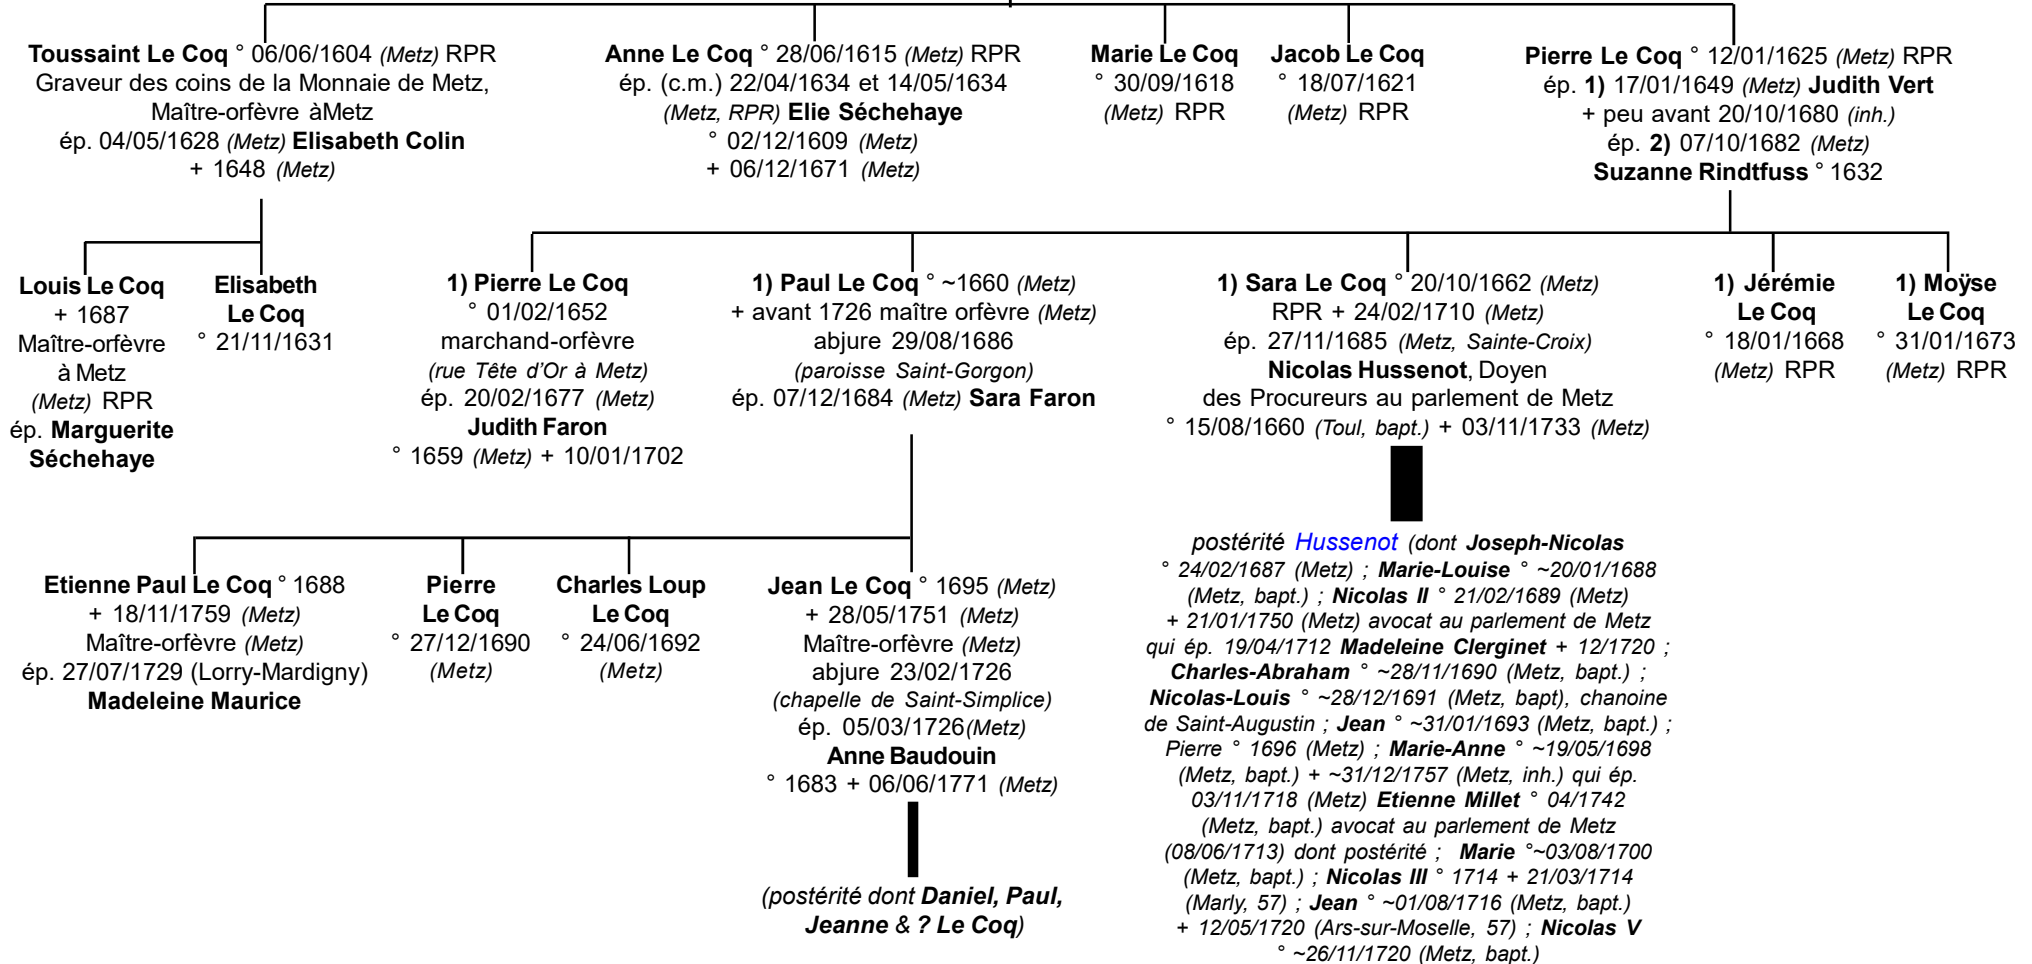 Toussaint Le Coq ° 06/06/1604 (Metz) RPR
Graveur des coins de la Monnaie de Metz,
Maître-orfèvre àMetz
ép. 04/05/1628 (Metz) Elisabeth Colin
+ 1648 (Metz)
Anne Le Coq ° 28/06/1615 (Metz) RPR
ép. (c.m.) 22/04/1634 et 14/05/1634
(Metz, RPR) Elie Séchehaye
° 02/12/1609 (Metz)
+ 06/12/1671 (Metz)
Marie Le Coq
° 30/09/1618
(Metz) RPR
Jacob Le Coq
° 18/07/1621
(Metz) RPR
Pierre Le Coq ° 12/01/1625 (Metz) RPR
ép. 1) 17/01/1649 (Metz) Judith Vert
+ peu avant 20/10/1680 (inh.)
ép. 2) 07/10/1682 (Metz)
Suzanne Rindtfuss ° 1632
Louis Le Coq
+ 1687
Maître-orfèvre
à Metz
(Metz) RPR
ép. Marguerite
Séchehaye
Elisabeth
Le Coq
° 21/11/1631
1) Pierre Le Coq
° 01/02/1652
marchand-orfèvre
(rue Tête d'Or à Metz)
ép. 20/02/1677 (Metz)
Judith Faron
° 1659 (Metz) + 10/01/1702
1) Paul Le Coq ° ~1660 (Metz)
+ avant 1726 maître orfèvre (Metz)
abjure 29/08/1686
(paroisse Saint-Gorgon)
ép. 07/12/1684 (Metz) Sara Faron
1) Sara Le Coq ° 20/10/1662 (Metz)
RPR + 24/02/1710 (Metz)
ép. 27/11/1685 (Metz, Sainte-Croix)
Nicolas Hussenot, Doyen
des Procureurs au parlement de Metz
° 15/08/1660 (Toul, bapt.) + 03/11/1733 (Metz)
1) Jérémie
Le Coq
° 18/01/1668
(Metz) RPR
1) Moÿse
Le Coq
° 31/01/1673
(Metz) RPR
Etienne Paul Le Coq ° 1688
+ 18/11/1759 (Metz)
Maître-orfèvre (Metz)
ép. 27/07/1729 (Lorry-Mardigny)
Madeleine Maurice
Pierre
Le Coq
° 27/12/1690
(Metz)
Charles Loup
Le Coq
° 24/06/1692
(Metz)
Jean Le Coq ° 1695 (Metz)
+ 28/05/1751 (Metz)
Maître-orfèvre (Metz)
abjure 23/02/1726
(chapelle de Saint-Simplice)
ép. 05/03/1726(Metz)
Anne Baudouin
° 1683 + 06/06/1771 (Metz)
(postérité dont Daniel, Paul,
Jeanne & ? Le Coq)
postérité Hussenot (dont Joseph-Nicolas
° 24/02/1687 (Metz) ; Marie-Louise ° ~20/01/1688
(Metz, bapt.) ; Nicolas II ° 21/02/1689 (Metz)
+ 21/01/1750 (Metz) avocat au parlement de Metz
qui ép. 19/04/1712 Madeleine Clerginet + 12/1720 ;
Charles-Abraham ° ~28/11/1690 (Metz, bapt.) ;
Nicolas-Louis ° ~28/12/1691 (Metz, bapt), chanoine
de Saint-Augustin ; Jean ° ~31/01/1693 (Metz, bapt.) ;
Pierre ° 1696 (Metz) ; Marie-Anne ° ~19/05/1698
(Metz, bapt.) + ~31/12/1757 (Metz, inh.) qui ép.
03/11/1718 (Metz) Etienne Millet ° 04/1742
(Metz, bapt.) avocat au parlement de Metz
(08/06/1713) dont postérité ; Marie °~03/08/1700
(Metz, bapt.) ; Nicolas III ° 1714 + 21/03/1714
(Marly, 57) ; Jean ° ~01/08/1716 (Metz, bapt.)
+ 12/05/1720 (Ars-sur-Moselle, 57) ; Nicolas V
° ~26/11/1720 (Metz, bapt.)